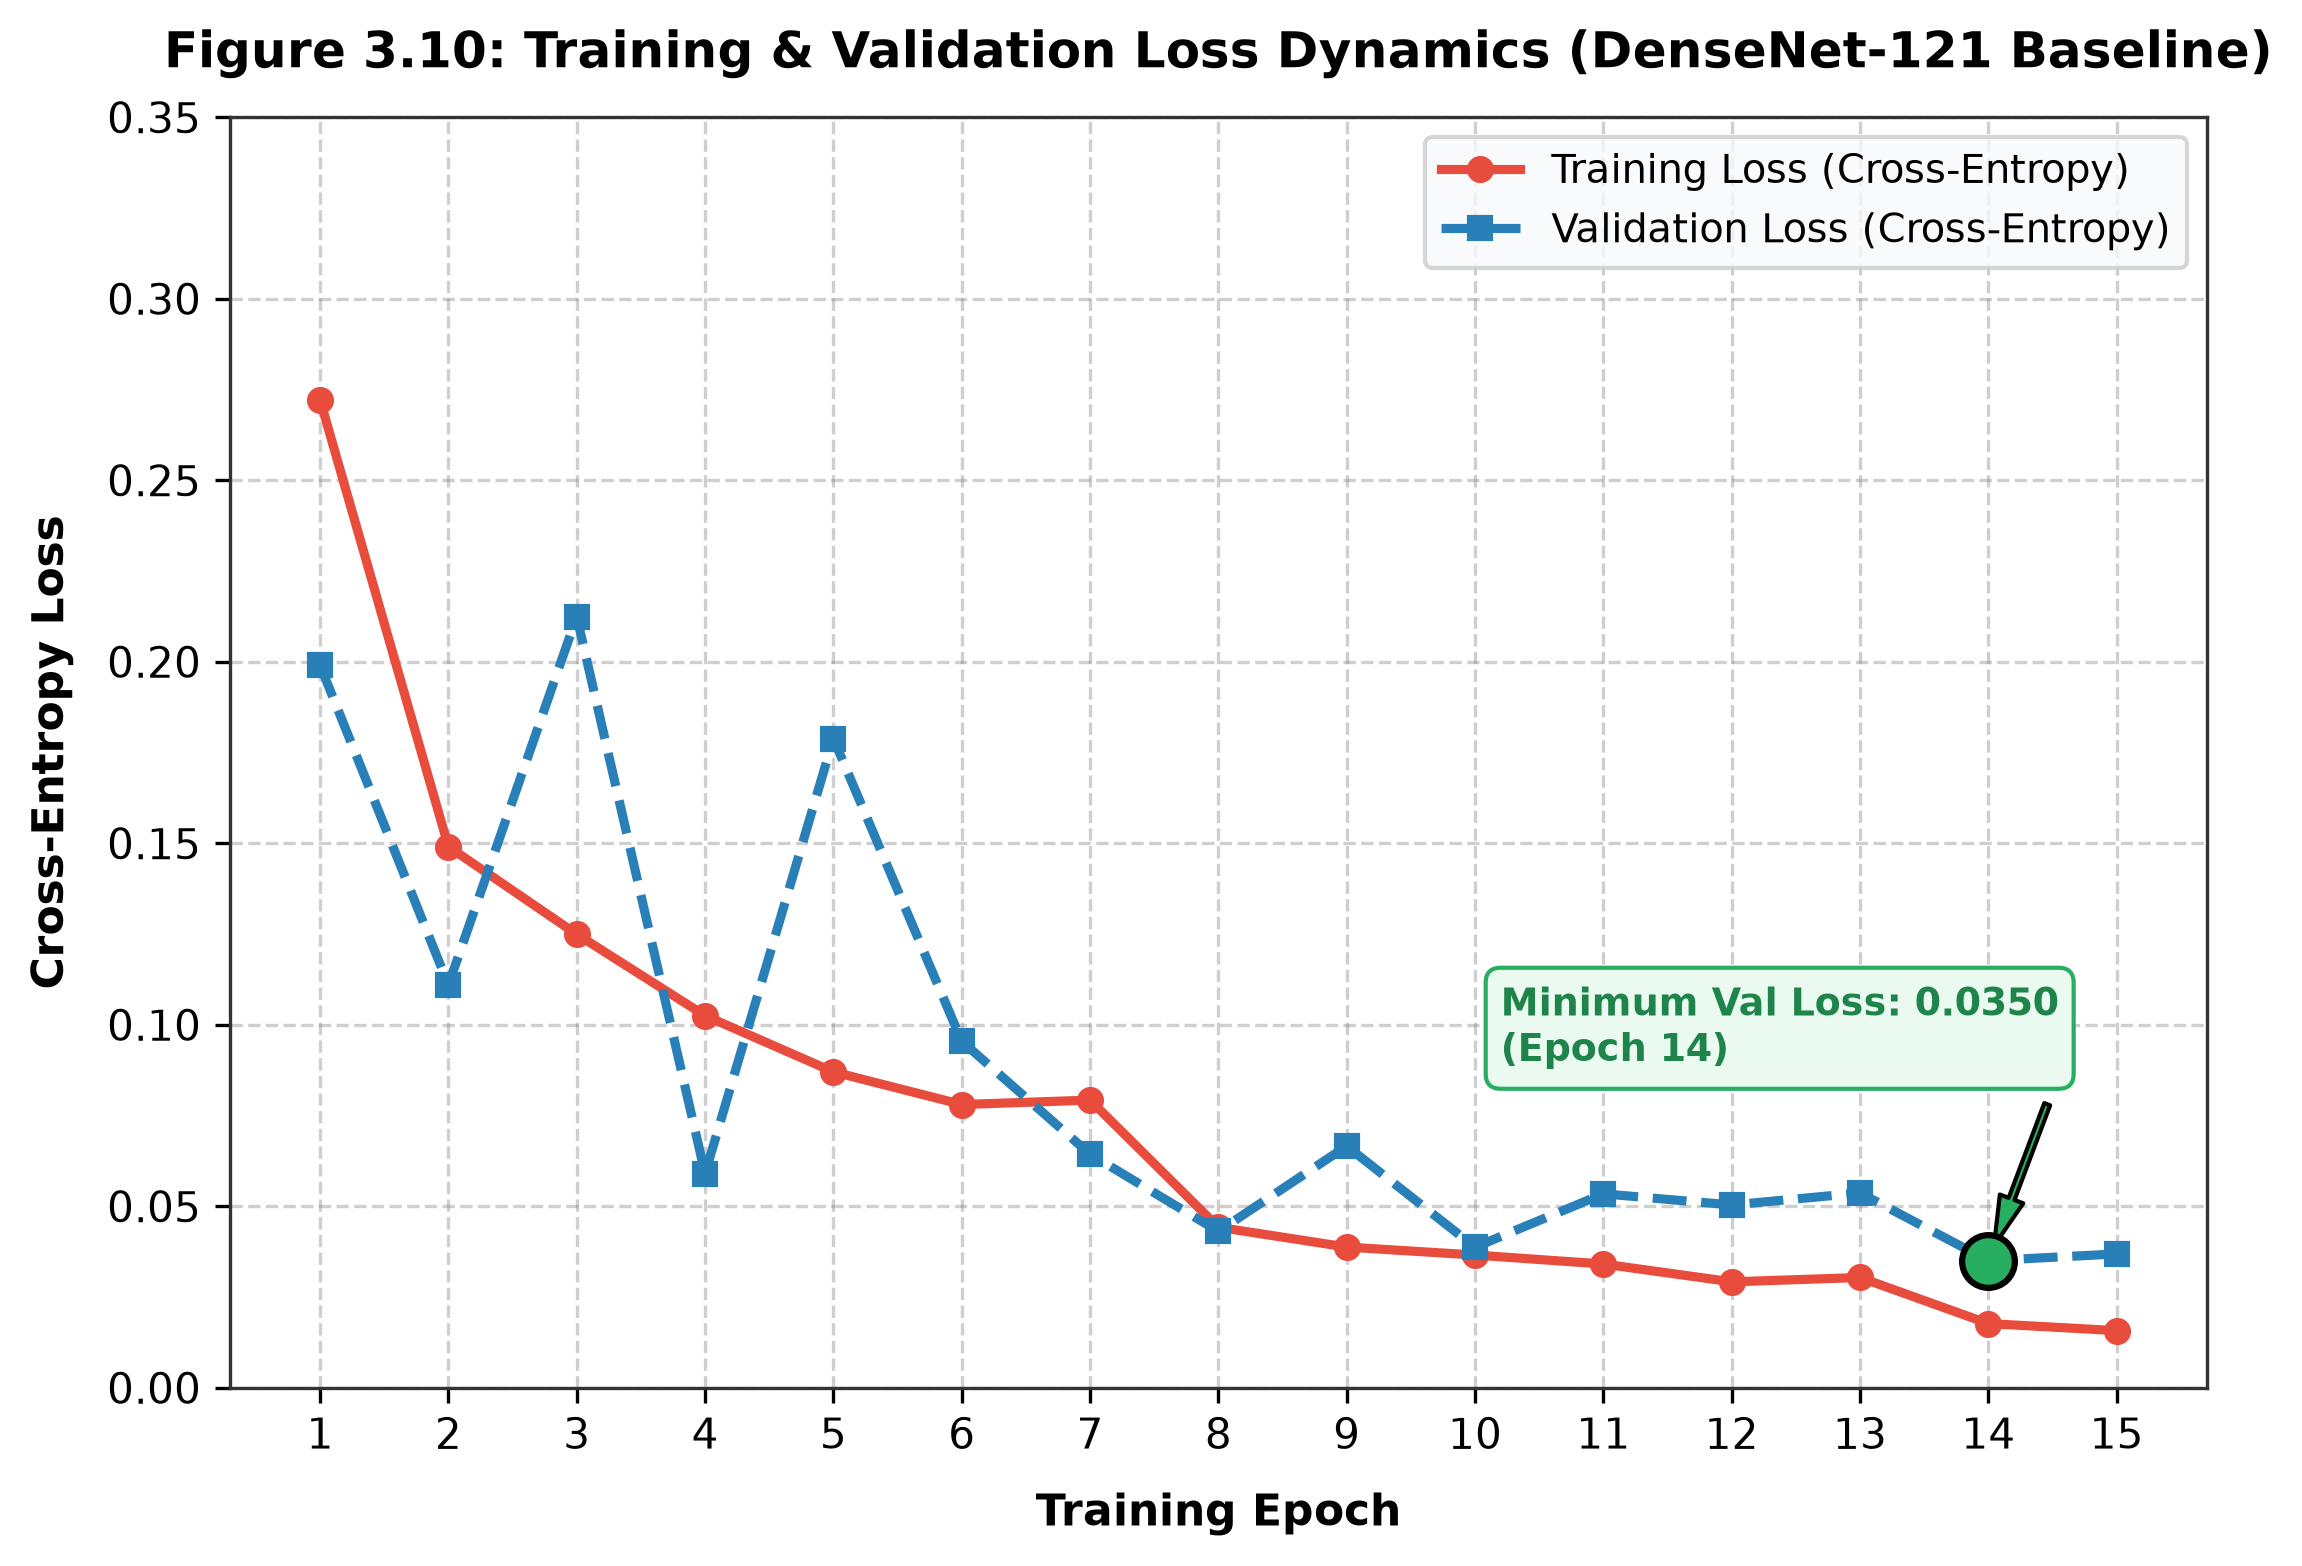 Figure 3.10: Training & Validation Loss Dynamics (DenseNet-121 Baseline)
Training Loss (Cross-Entropy)
Validation Loss (Cross-Entropy)
Cross-Entropy Loss
0.35
0.30
0.25
0.20
0.15
0.10
0.05
0.00
Minimum Val Loss: 0.0350
(Epoch 14)
1 2 3 4 5 6 7 8 9 10 11 12 13 14 15
Training Epoch